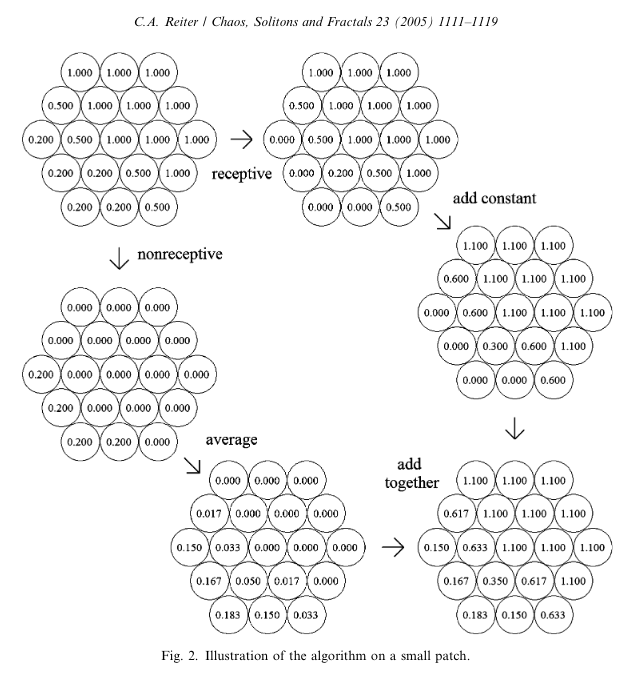 C.A. Reiter / Chaos, Solitons and Fractals 23 (2005) 1111–1119
1.000 1.000 1.000
0.500 1.000 1.000 1.000
0.200 0.500 1.000 1.000 1.000
0.200 0.200 0.500 1.000
0.200 0.200 0.500
receptive
1.000 1.000 1.000
0.500 1.000 1.000 1.000
0.000 0.500 1.000 1.000 1.000
0.000 0.200 0.500 1.000
0.000 0.000 0.500
add constant
1.100 1.100 1.100
0.600 1.100 1.100 1.100
0.000 0.600 1.100 1.100 1.100
0.000 0.300 0.600 1.100
0.000 0.000 0.600
nonreceptive
0.000 0.000 0.000
0.000 0.000 0.000 0.000
0.200 0.000 0.000 0.000 0.000
0.200 0.000 0.000 0.000
0.200 0.200 0.000
average
0.000 0.000 0.000
0.017 0.000 0.000 0.000
0.150 0.033 0.000 0.000 0.000
0.167 0.050 0.017 0.000
0.183 0.150 0.033
add
together
1.100 1.100 1.100
0.617 1.100 1.100 1.100
0.150 0.633 1.100 1.100 1.100
0.167 0.350 0.617 1.100
0.183 0.150 0.633
Fig. 2. Illustration of the algorithm on a small patch.